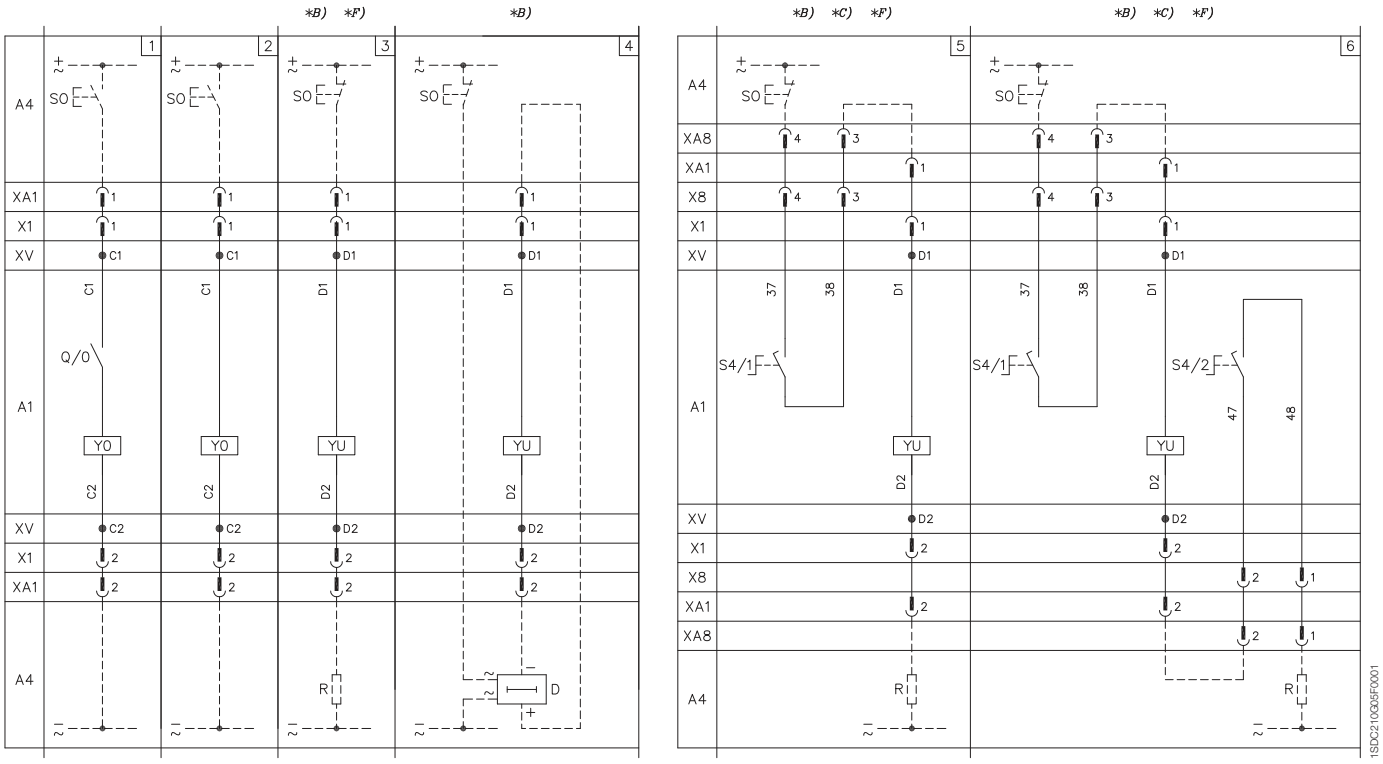 *B) *F) *B) *B) *C) *F) *B) *C) *F)
1 2 3 4 5 6
+ + + + + +
~ ~ ~ ~ ~ ~
A4 SO SO SO SO A4 SO SO
XA8 4 3 4 3
XA1 1 1
XA1 1 1 1 1 X8 4 3 4 3
X1 1 1 1 1 X1 1 1
XV C1 C1 D1 D1 XV D1 D1
C1 C1 D1 D1 37 38 D1 37 38 D1
Q/0 S4/1 S4/1 S4/2
A1 A1 47 48
YO YO YU YU YU YU
C2 C2 D2 D2 D2 D2
XV C2 C2 D2 D2 XV D2 D2
X1 2 2 2 2 X1 2 2
XA1 2 2 2 2 X8 2 1
XA1 2 2
XA8 2 1
A4 R ~ ~ − D + A4 R R
− − − − − −
~ ~ ~ ~ ~ ~
1SDC210G05F0001